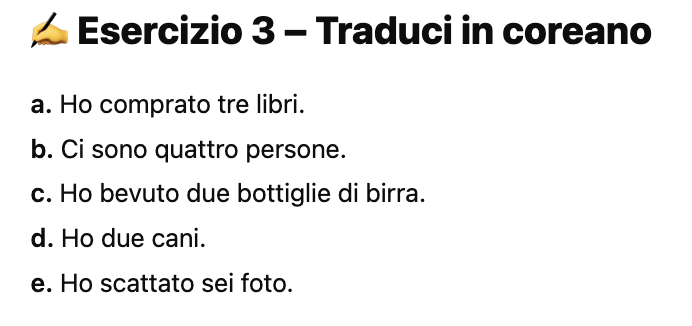 ✍️ Esercizio 3 – Traduci in coreano
a. Ho comprato tre libri.
b. Ci sono quattro persone.
c. Ho bevuto due bottiglie di birra.
d. Ho due cani.
e. Ho scattato sei foto.